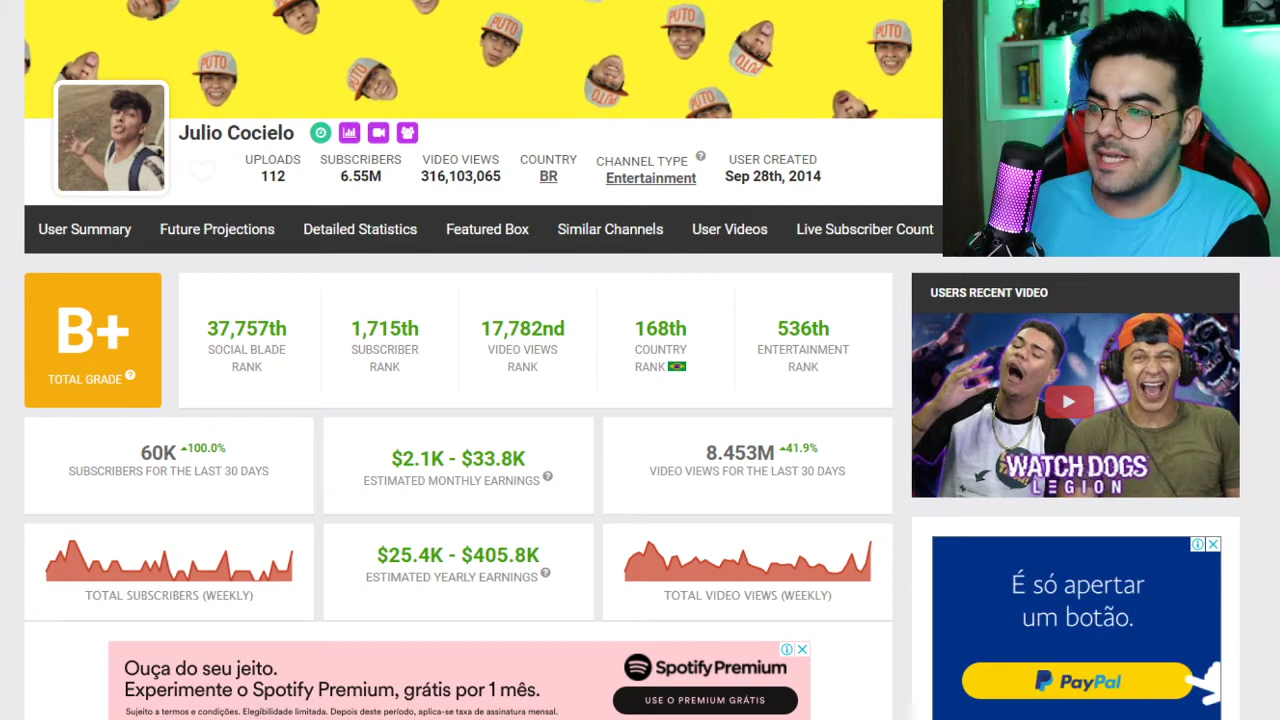 PUTO
PUTO
PUTO
PUTO
PUTO
PUTO
PUTO
Julio Cocielo
UPLOADS
112
SUBSCRIBERS
6.55M
VIDEO VIEWS
316,103,065
COUNTRY
BR
CHANNEL TYPE ?
Entertainment
USER CREATED
Sep 28th, 2014
User Summary
Future Projections
Detailed Statistics
Featured Box
Similar Channels
User Videos
Live Subscriber Count
B+
TOTAL GRADE ?
37,757th
SOCIAL BLADE
RANK
1,715th
SUBSCRIBER
RANK
17,782nd
VIDEO VIEWS
RANK
168th
COUNTRY
RANK
536th
ENTERTAINMENT
RANK
USERS RECENT VIDEO
WATCH DOGS
LEGION
60K 100.0%
SUBSCRIBERS FOR THE LAST 30 DAYS
$2.1K - $33.8K
ESTIMATED MONTHLY EARNINGS ?
8.453M 41.9%
VIDEO VIEWS FOR THE LAST 30 DAYS
TOTAL SUBSCRIBERS (WEEKLY)
$25.4K - $405.8K
ESTIMATED YEARLY EARNINGS ?
TOTAL VIDEO VIEWS (WEEKLY)
Ouça do seu jeito.
Experimente o Spotify Premium, grátis por 1 mês.
Sujeito a termos e condições. Elegibilidade limitada. Depois deste período, aplica-se taxa de assinatura mensal.
Spotify Premium
USE O PREMIUM GRÁTIS
É só apertar
um botão.
PayPal